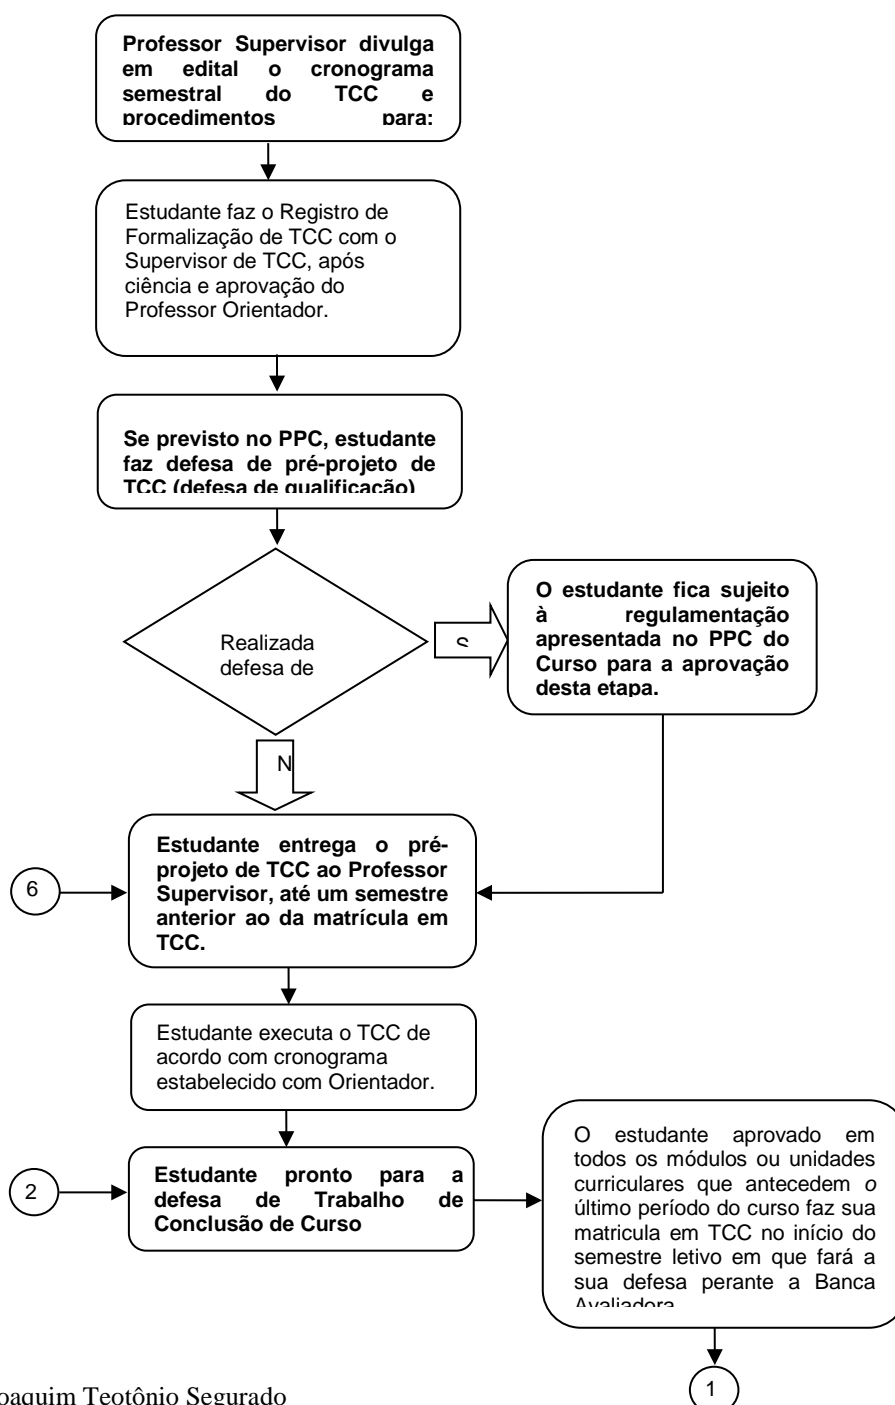 Professor Supervisor divulga
em edital o cronograma
semestral do TCC e
procedimentos para:
Estudante faz o Registro de
Formalização de TCC com o
Supervisor de TCC, após
ciência e aprovação do
Professor Orientador.
Se previsto no PPC, estudante
faz defesa de pré-projeto de
TCC (defesa de qualificação)
Realizada
defesa de
O estudante fica sujeito
à regulamentação
apresentada no PPC do
Curso para a aprovação
desta etapa.
N
Estudante entrega o pré-
projeto de TCC ao Professor
Supervisor, até um semestre
anterior ao da matrícula em
TCC.
6
Estudante executa o TCC de
acordo com cronograma
estabelecido com Orientador.
2
Estudante pronto para a
defesa de Trabalho de
Conclusão de Curso
O estudante aprovado em
todos os módulos ou unidades
curriculares que antecedem o
último período do curso faz sua
matricula em TCC no início do
semestre letivo em que fará a
sua defesa perante a Banca
Avaliadora
1
oaquim Teotônio Segurado